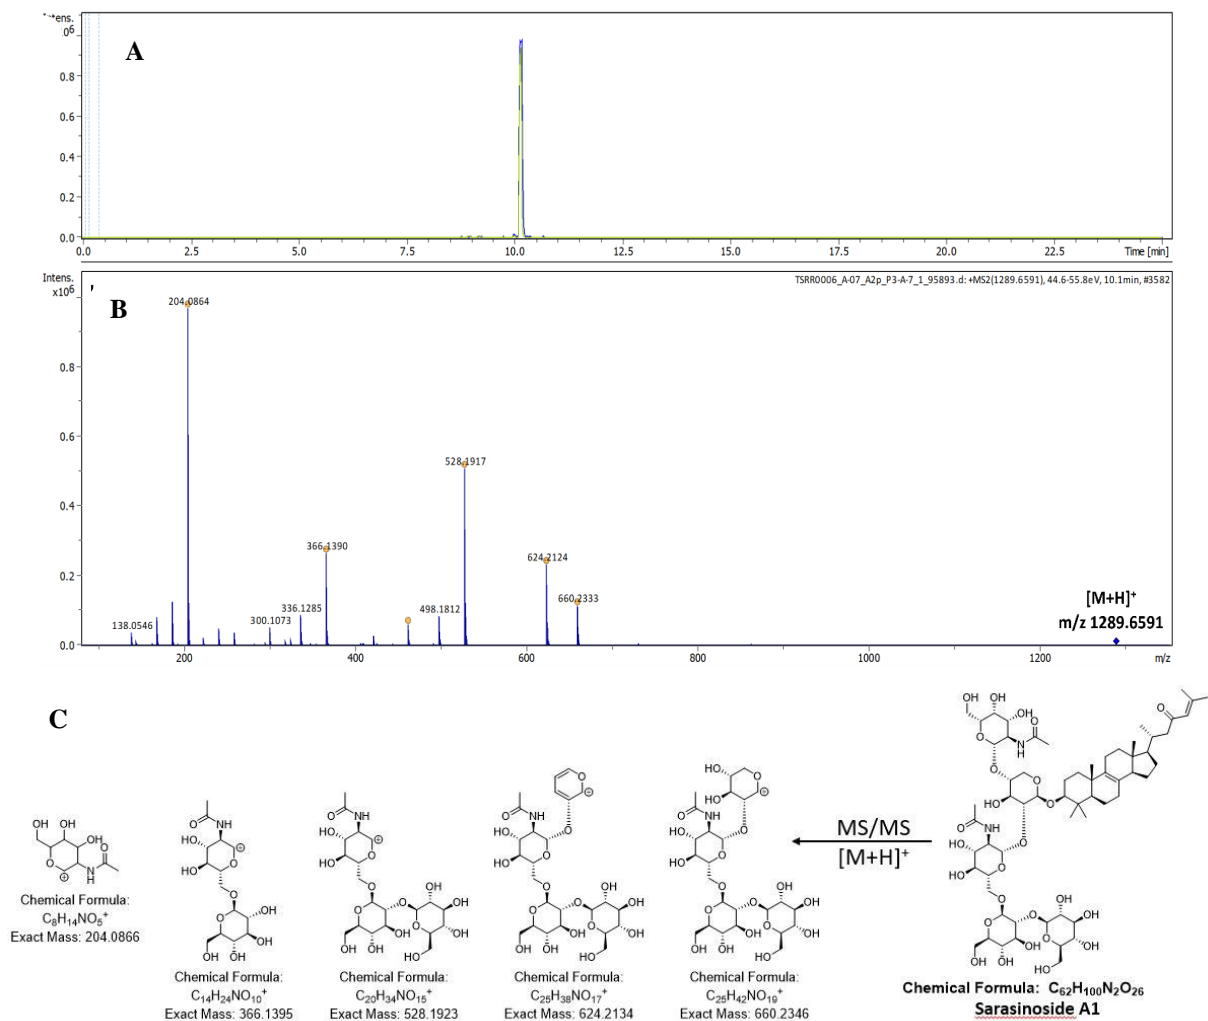 A
0.8
0.6
0.4
0.2
0.0
0.0 2.5 5.0 7.5 10.0 12.5 15.0 17.5 20.0 22.5 Time [min]
Intens.
x10⁶
TSRR0006_A-07_A2p_P3-A-7_1_95893.d: +MS2(1289.6591), 44.6-55.8eV, 10.1min, #3582
B
204.0864
0.8
0.6
528.1917
0.4
366.1390
624.2124
0.2
660.2333
336.1285
498.1812
300.1073
138.0546
[M+H]⁺
m/z 1289.6591
0.0
200 400 600 800 1000 1200 m/z
C
HO OH OH O N H
Chemical Formula:
C₈H₁₄NO₅⁺
Exact Mass: 204.0866
Chemical Formula:
C₁₄H₂₄NO₁₀⁺
Exact Mass: 366.1395
Chemical Formula:
C₂₀H₃₄NO₁₅⁺
Exact Mass: 528.1923
Chemical Formula:
C₂₅H₃₈NO₁₇⁺
Exact Mass: 624.2134
Chemical Formula:
C₂₅H₄₂NO₁₉⁺
Exact Mass: 660.2346
MS/MS
[M+H]⁺
Chemical Formula: C₆₂H₁₀₀N₂O₂₆
Sarasinoside A1